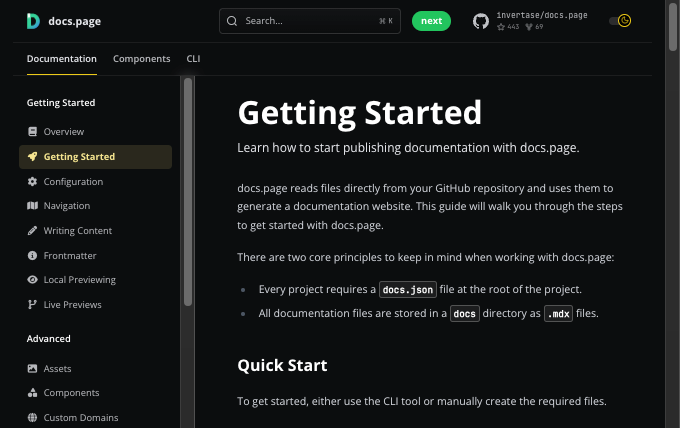 docs.page
Search...
⌘ K
next
invertase/docs.page
443 69
Documentation Components CLI
Getting Started
Overview
Getting Started
Configuration
Navigation
Writing Content
Frontmatter
Local Previewing
Live Previews
Advanced
Assets
Components
Custom Domains
Getting Started
Learn how to start publishing documentation with docs.page.
docs.page reads files directly from your GitHub repository and uses them to
generate a documentation website. This guide will walk you through the steps
to get started with docs.page.
There are two core principles to keep in mind when working with docs.page:
Every project requires a docs.json file at the root of the project.
All documentation files are stored in a docs directory as .mdx files.
Quick Start
To get started, either use the CLI tool or manually create the required files.